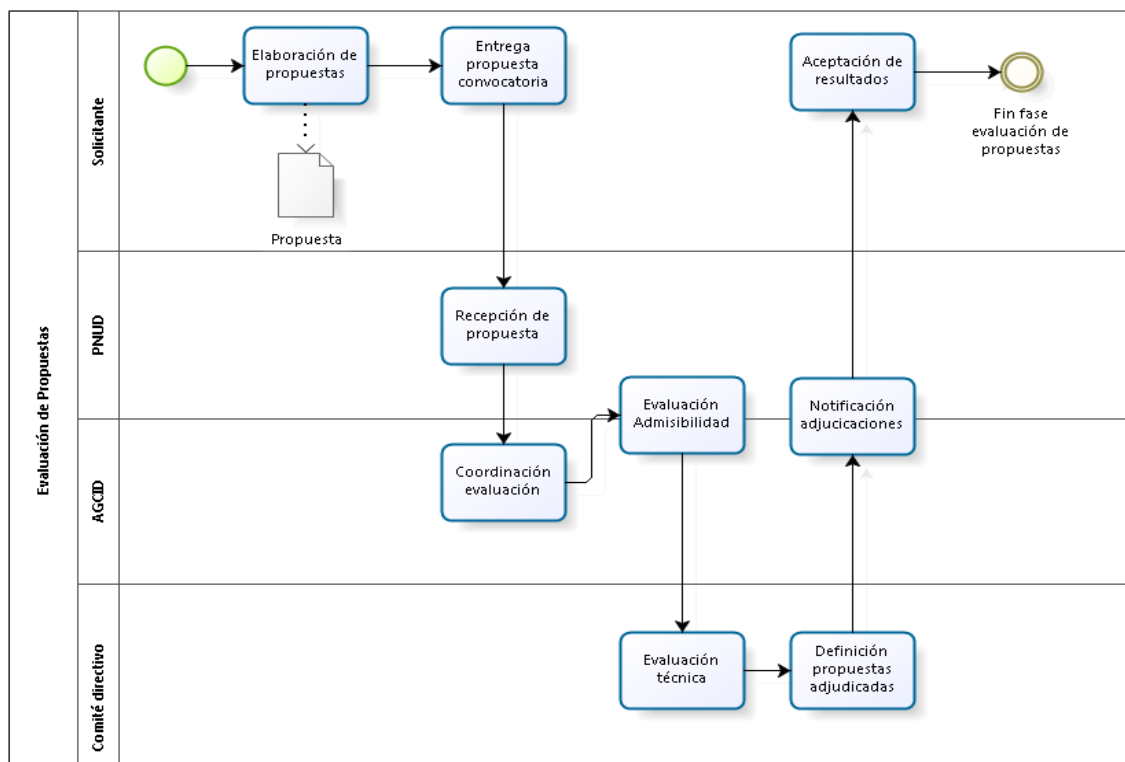 Evaluación de Propuestas
Solicitante
Elaboración de
propuestas
Entrega
propuesta
convocatoria
Aceptación de
resultados
Fin fase
evaluación de
propuestas
Propuesta
PNUD
Recepción de
propuesta
Evaluación
Admisibilidad
Notificación
adjucicaciones
AGCID
Coordinación
evaluación
Comité directivo
Evaluación
técnica
Definición
propuestas
adjudicadas